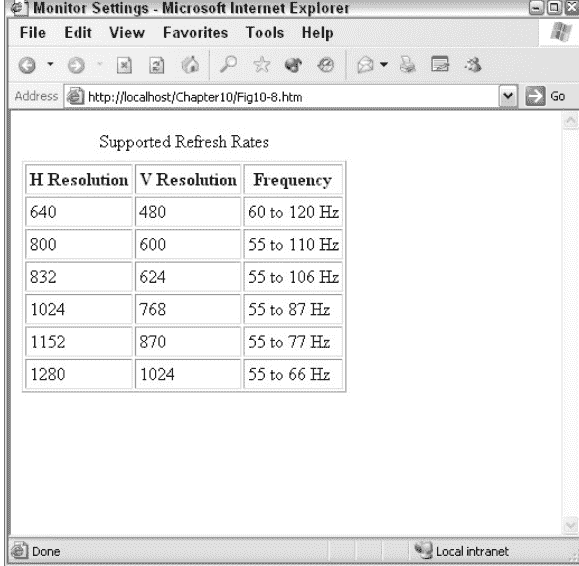 Monitor Settings - Microsoft Internet Explorer
File Edit View Favorites Tools Help
Address http://localhost/Chapter10/Fig10-8.htm Go
Supported Refresh Rates
H Resolution V Resolution Frequency
640 480 60 to 120 Hz
800 600 55 to 110 Hz
832 624 55 to 106 Hz
1024 768 55 to 87 Hz
1152 870 55 to 77 Hz
1280 1024 55 to 66 Hz
Done Local intranet